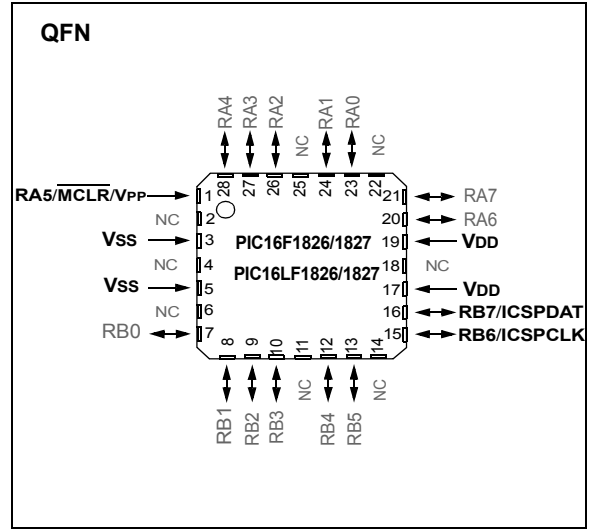 QFN
RA4 RA3 RA2 NC RA1 RA0 NC
28 27 26 25 24 23 22
RA5/MCLR/VPP 1 21 RA7
NC 2 20 RA6
VSS 3 PIC16F1826/1827 19 VDD
NC 4 PIC16LF1826/1827 18 NC
VSS 5 17 VDD
NC 6 16 RB7/ICSPDAT
RB0 7 15 RB6/ICSPCLK
8 9 10 11 12 13 14
RB1 RB2 RB3 NC RB4 RB5 NC